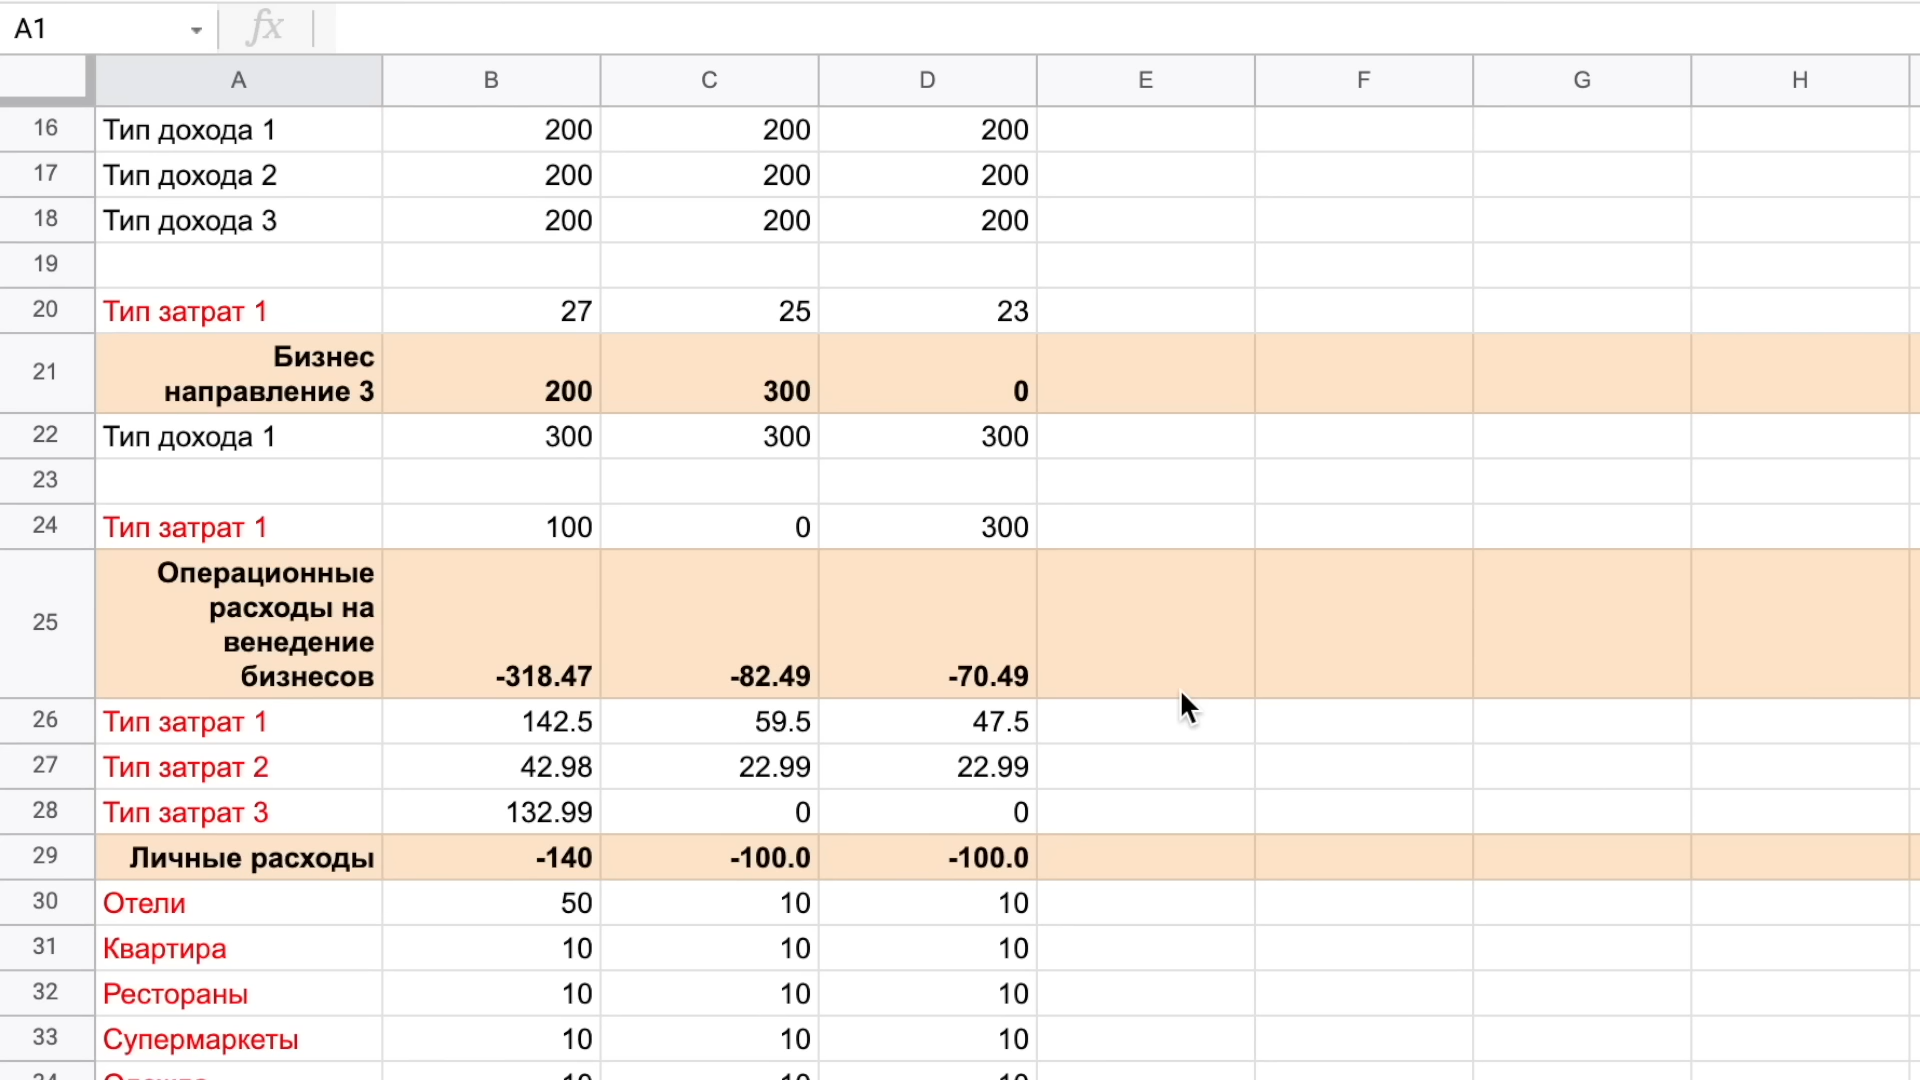 A1
A B C D E F G H
16 Тип дохода 1 200 200 200
17 Тип дохода 2 200 200 200
18 Тип дохода 3 200 200 200
19
20 Тип затрат 1 27 25 23
21 Бизнес
направление 3 200 300 0
22 Тип дохода 1 300 300 300
23
24 Тип затрат 1 100 0 300
25 Операционные
расходы на
венедение
бизнесов -318.47 -82.49 -70.49
26 Тип затрат 1 142.5 59.5 47.5
27 Тип затрат 2 42.98 22.99 22.99
28 Тип затрат 3 132.99 0 0
29 Личные расходы -140 -100.0 -100.0
30 Отели 50 10 10
31 Квартира 10 10 10
32 Рестораны 10 10 10
33 Супермаркеты 10 10 10